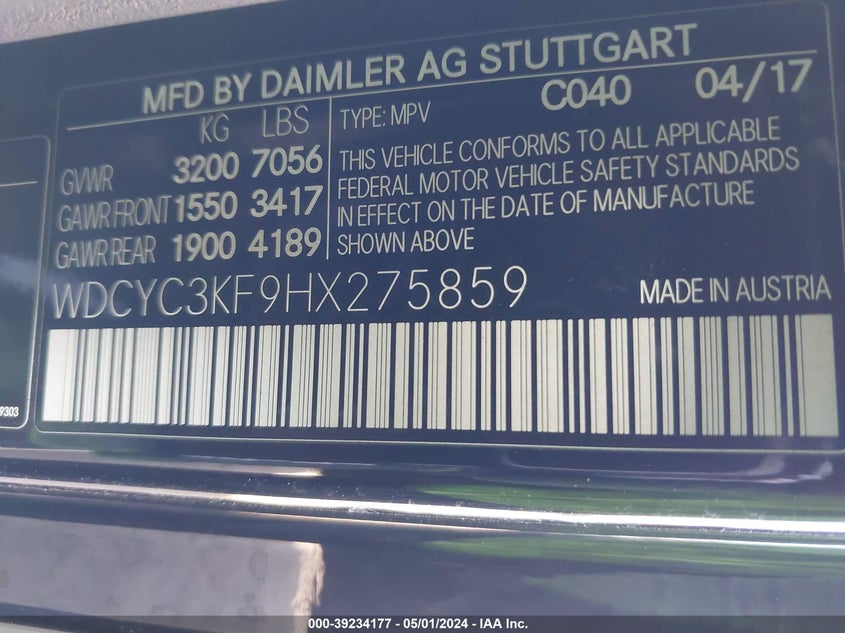 MFD BY DAIMLER AG STUTTGART
C040 04/17
KG LBS
GVWR 3200 7056
GAWR FRONT 1550 3417
GAWR REAR 1900 4189
TYPE: MPV
THIS VEHICLE CONFORMS TO ALL APPLICABLE
FEDERAL MOTOR VEHICLE SAFETY STANDARDS
IN EFFECT ON THE DATE OF MANUFACTURE
SHOWN ABOVE
WDCYC3KF9HX275859 MADE IN AUSTRIA
9303
000-39234177 - 05/01/2024 - IAA Inc.